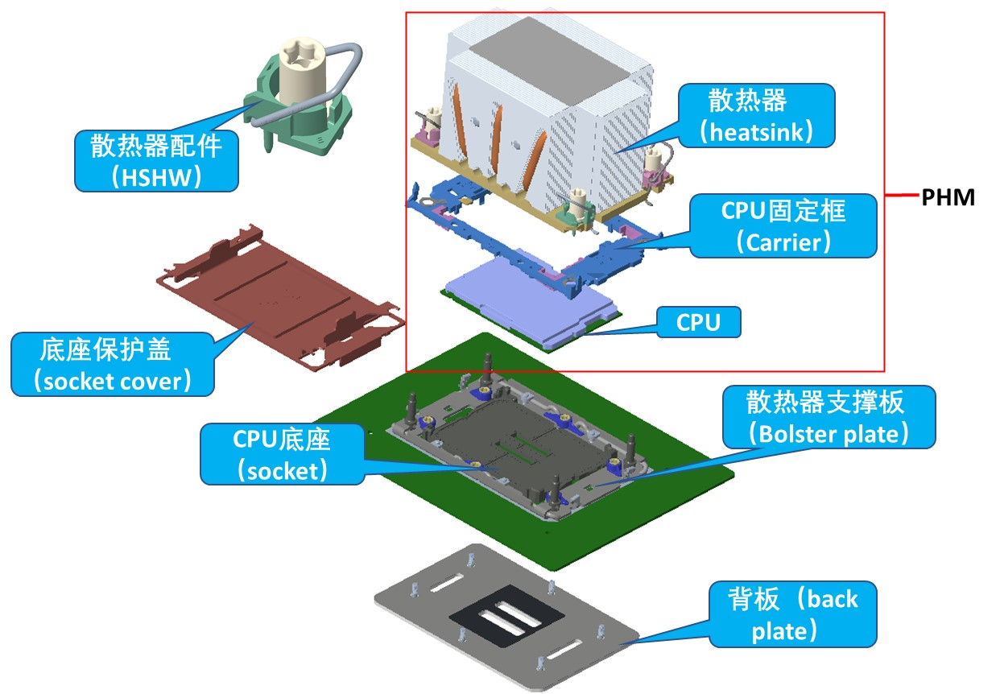 散热器
（heatsink）
散热器配件
（HSHW）
PHM
CPU固定框
（Carrier）
CPU
底座保护盖
（socket cover）
散热器支撑板
（Bolster plate）
CPU底座
（socket）
背板（back
plate）